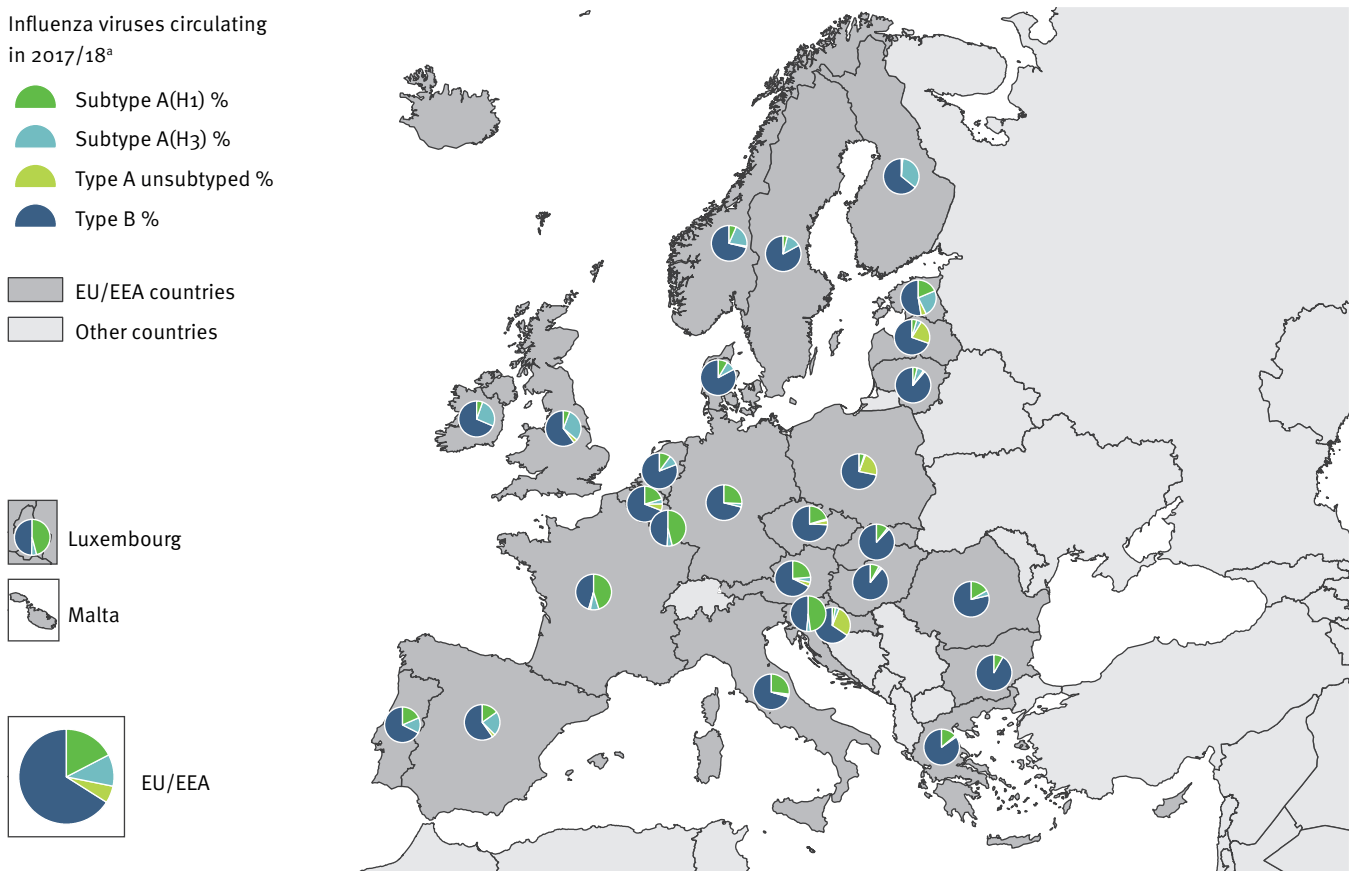 Influenza viruses circulating
in 2017/18ᵃ
Subtype A(H1) %
Subtype A(H3) %
Type A unsubtyped %
Type B %
EU/EEA countries
Other countries
Luxembourg
Malta
EU/EEA